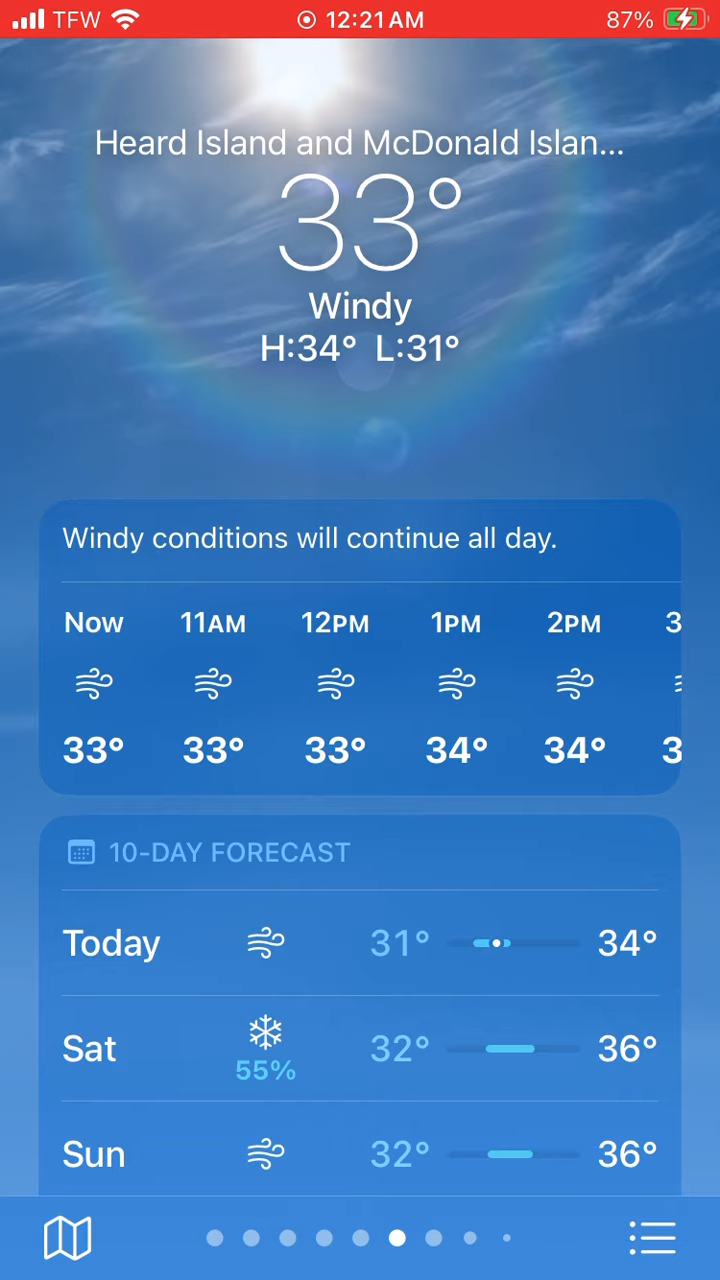 TFW 12:21 AM 87%
Heard Island and McDonald Islan...
33°
Windy
H:34° L:31°
Windy conditions will continue all day.
Now 11AM 12PM 1PM 2PM 3
33° 33° 33° 34° 34° 3
10-DAY FORECAST
Today 31° 34°
Sat 55% 32° 36°
Sun 32° 36°